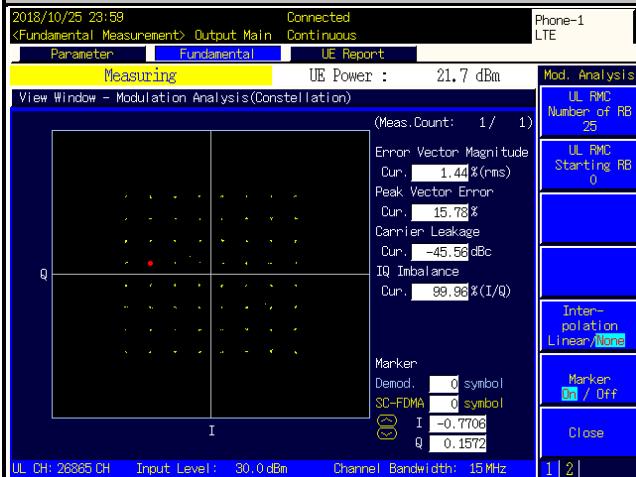 2018/10/25 23:59 Connected Phone-1
<Fundamental Measurement> Output Main Continuous LTE
Parameter Fundamental UE Report
Measuring UE Power : 21.7 dBm Mod. Analysis
View Window - Modulation Analysis(Constellation)
UL RMC
Number of RB
25
(Meas.Count: 1/ 1)
Error Vector Magnitude
Cur. 1.44 %(rms)
Peak Vector Error
Cur. 15.78 %
Carrier Leakage
Cur. -45.56 dBc
IQ Imbalance
Cur. 99.96 %(I/Q)
UL RMC
Starting RB
0
Q
I
Inter-
polation
Linear/None
Marker
Demod. 0 symbol
SC-FDMA 0 symbol
I -0.7706
Q 0.1572
Marker
On / Off
Close
UL CH: 26865 CH Input Level: 30.0 dBm Channel Bandwidth: 15 MHz 1 2